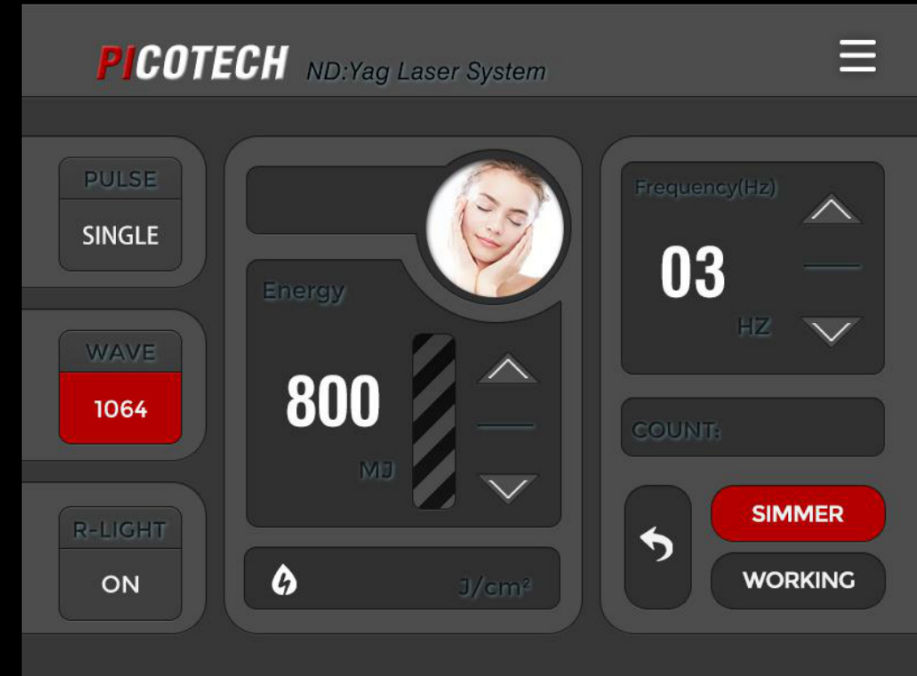 PICOTECH ND:Yag Laser System
PULSE
SINGLE
WAVE
1064
R-LIGHT
ON
Energy
800
MJ
J/cm²
Frequency(Hz)
03
HZ
COUNT:
SIMMER
WORKING